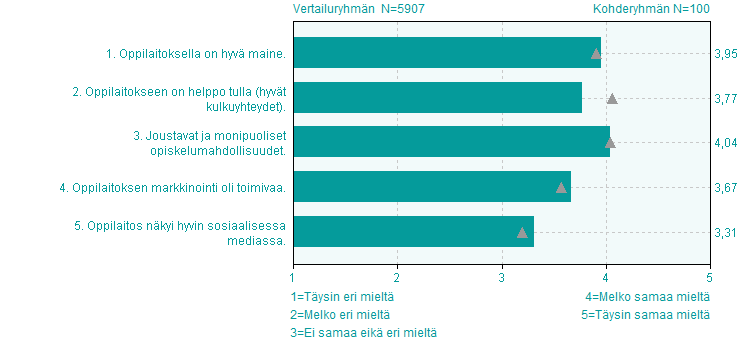 Vertailuryhmän N=5907
Kohderyhmän N=100
1. Oppilaitoksella on hyvä maine.
3,95
2. Oppilaitokseen on helppo tulla (hyvät
kulkuyhteydet).
3,77
3. Joustavat ja monipuoliset
opiskelumahdollisuudet.
4,04
4. Oppilaitoksen markkinointi oli toimivaa.
3,67
5. Oppilaitos näkyi hyvin sosiaalisessa
mediassa.
3,31
1 2 3 4 5
1=Täysin eri mieltä
2=Melko eri mieltä
3=Ei samaa eikä eri mieltä
4=Melko samaa mieltä
5=Täysin samaa mieltä